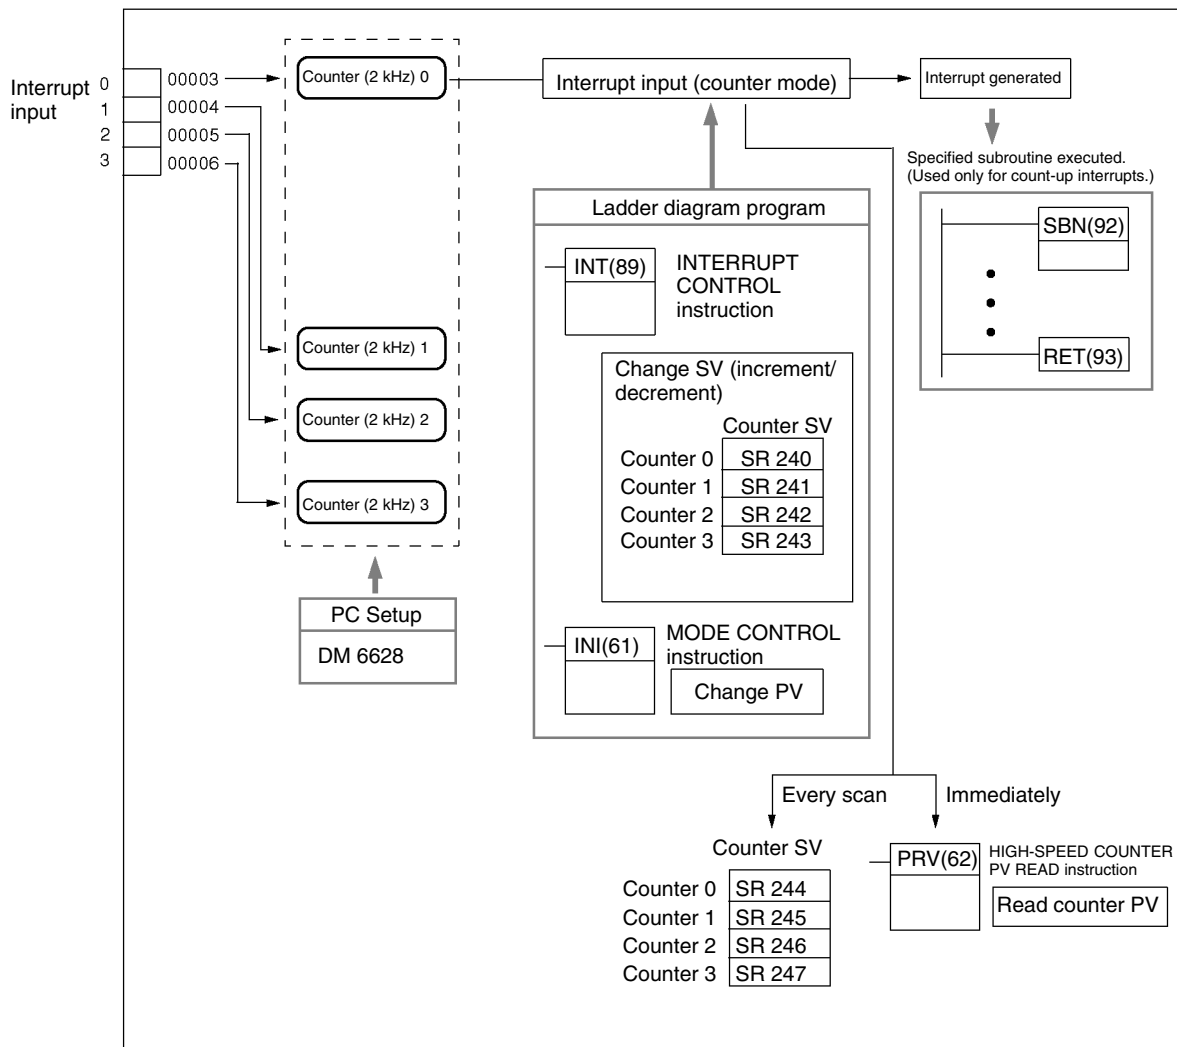 Interrupt
input
0
1
2
3
00003
00004
00005
00006
Counter (2 kHz) 0
Counter (2 kHz) 1
Counter (2 kHz) 2
Counter (2 kHz) 3
PC Setup
DM 6628
Interrupt input (counter mode)
Interrupt generated
Specified subroutine executed.
(Used only for count-up interrupts.)
SBN(92)
RET(93)
Ladder diagram program
INT(89)
INTERRUPT
CONTROL
instruction
Change SV (increment/
decrement)
Counter SV
Counter 0 SR 240
Counter 1 SR 241
Counter 2 SR 242
Counter 3 SR 243
INI(61)
MODE CONTROL
instruction
Change PV
Every scan
Immediately
Counter SV
Counter 0 SR 244
Counter 1 SR 245
Counter 2 SR 246
Counter 3 SR 247
PRV(62)
HIGH-SPEED COUNTER
PV READ instruction
Read counter PV